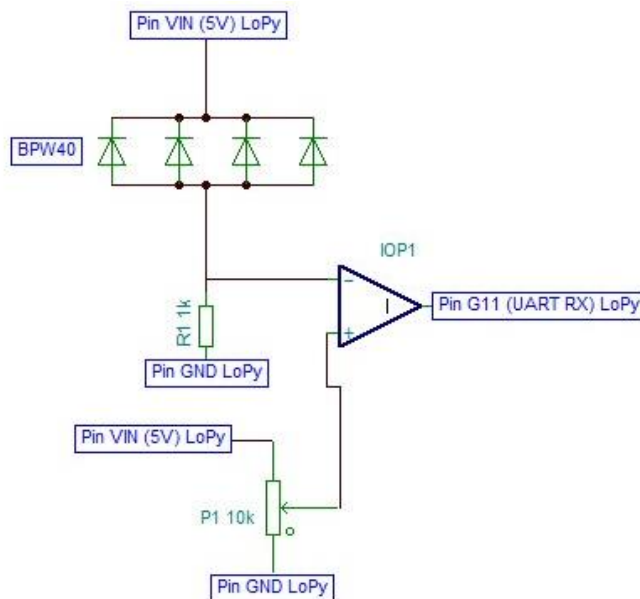 Pin VIN (5V) LoPy
BPW40
IOP1
-
+
Pin G11 (UART RX) LoPy
R1 1k
Pin GND LoPy
Pin VIN (5V) LoPy
P1 10k
Pin GND LoPy